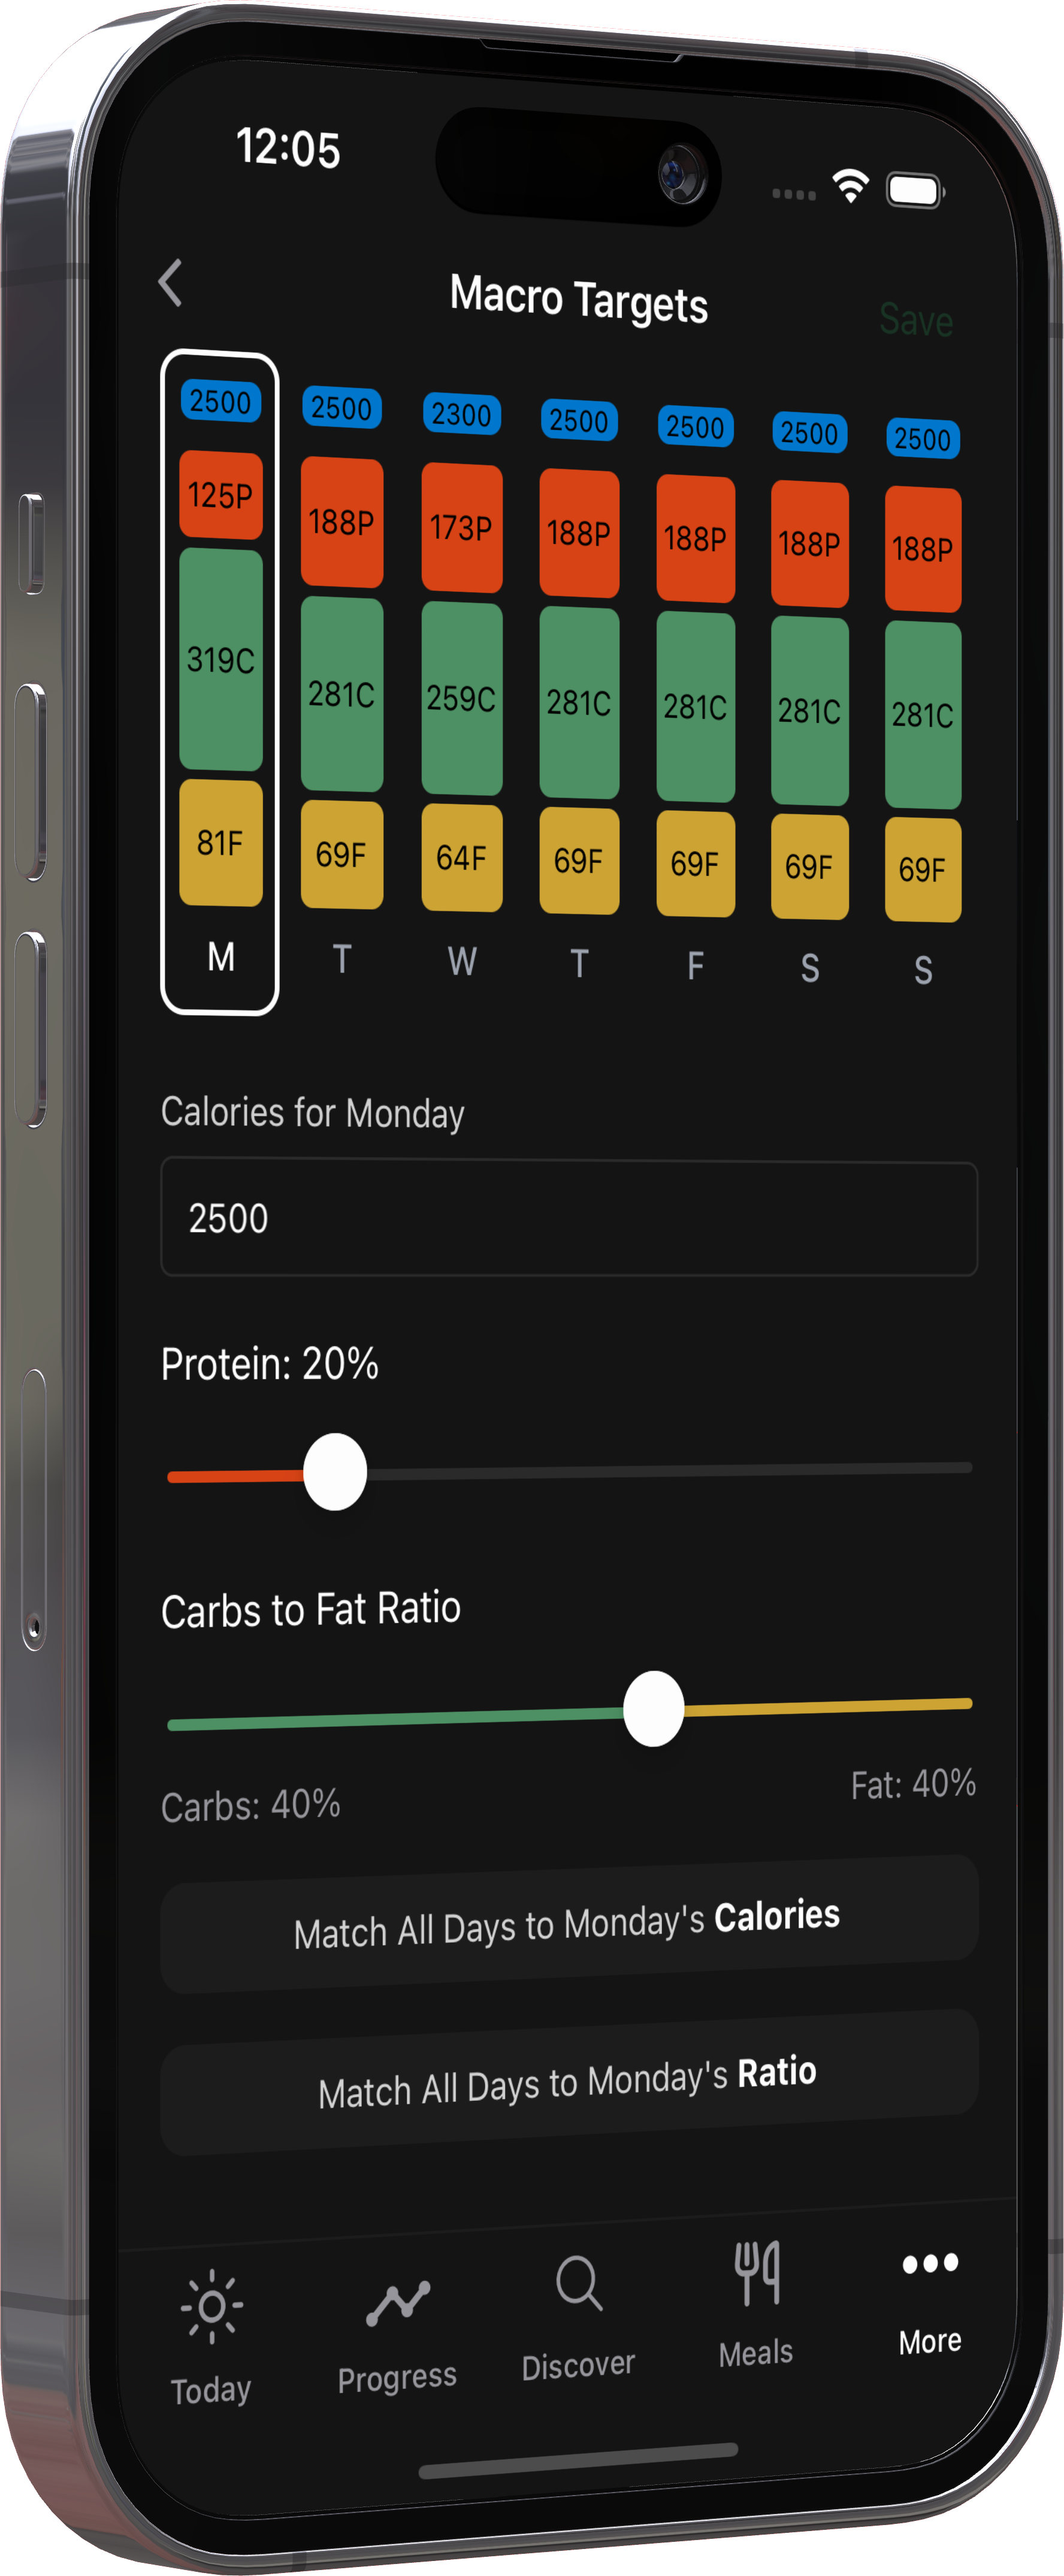 12:05
Macro Targets
Save
2500 2500 2300 2500 2500 2500 2500
125P 188P 173P 188P 188P 188P 188P
319C 281C 259C 281C 281C 281C 281C
81F 69F 64F 69F 69F 69F 69F
M T W T F S S
Calories for Monday
2500
Protein: 20%
Carbs to Fat Ratio
Carbs: 40% Fat: 40%
Match All Days to Monday's Calories
Match All Days to Monday's Ratio
Today Progress Discover Meals More